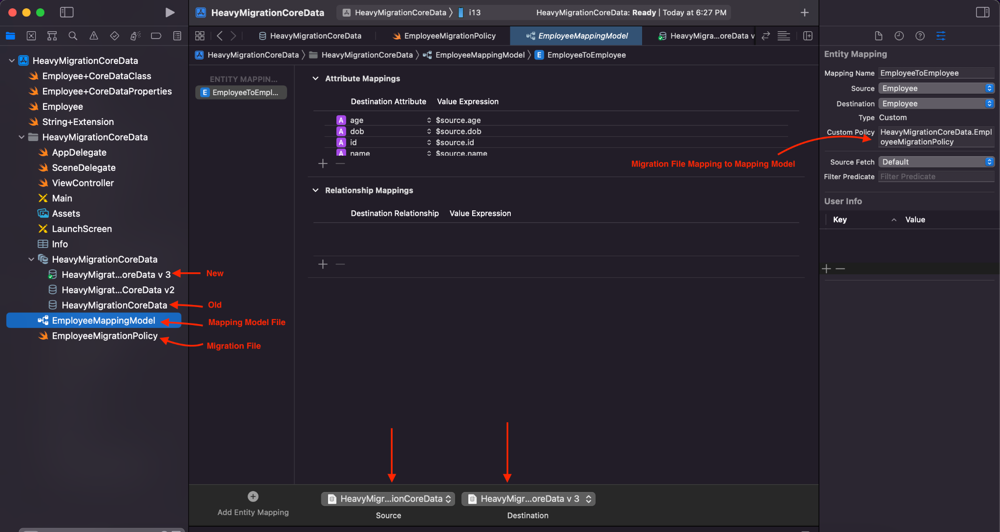 HeavyMigrationCoreData
HeavyMigrationCoreData 〉 i13
HeavyMigrationCoreData: Ready | Today at 6:27 PM
HeavyMigrationCoreData
EmployeeMigrationPolicy
EmployeeMappingModel
HeavyMigra...oreData v
HeavyMigrationCoreData 〉 HeavyMigrationCoreData 〉 EmployeeMappingModel 〉 E EmployeeToEmployee
HeavyMigrationCoreData
Employee+CoreDataClass
Employee+CoreDataProperties
Employee
String+Extension
HeavyMigrationCoreData
AppDelegate
SceneDelegate
ViewController
Main
Assets
LaunchScreen
Info
HeavyMigrationCoreData
HeavyMigrat...oreData v 3
New
HeavyMigrat...CoreData v2
HeavyMigrationCoreData
Old
EmployeeMappingModel
Mapping Model File
EmployeeMigrationPolicy
Migration File
ENTITY MAPPIN...
E EmployeeToEmpl...
Attribute Mappings
Destination Attribute Value Expression
A age $source.age
A dob $source.dob
A id $source.id
A name $source.name
Migration File Mapping to Mapping Model
Relationship Mappings
Destination Relationship Value Expression
Add Entity Mapping
HeavyMigr...ionCoreData
Source
HeavyMigr...oreData v 3
Destination
Entity Mapping
Mapping Name EmployeeToEmployee
Source Employee
Destination Employee
Type Custom
Custom Policy HeavyMigrationCoreData.Empl
oyeeMigrationPolicy
Source Fetch Default
Filter Predicate Filter Predicate
User Info
Key Value